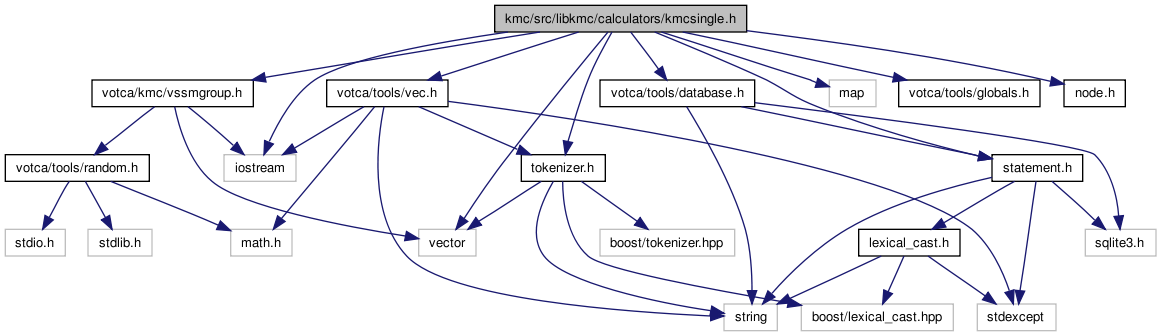 kmc/src/libkmc/calculators/kmcsingle.h
votca/kmc/vssmgroup.h
votca/tools/vec.h
votca/tools/database.h
map
votca/tools/globals.h
node.h
votca/tools/random.h
iostream
tokenizer.h
statement.h
stdio.h
stdlib.h
math.h
vector
boost/tokenizer.hpp
lexical_cast.h
sqlite3.h
string
boost/lexical_cast.hpp
stdexcept